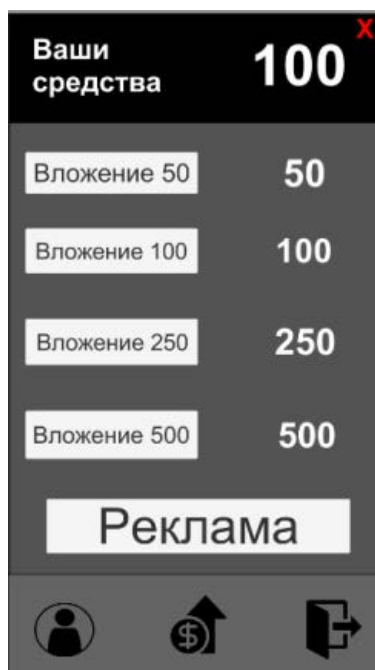 Ваши
средства
100
X
Вложение 50
50
Вложение 100
100
Вложение 250
250
Вложение 500
500
Реклама
$